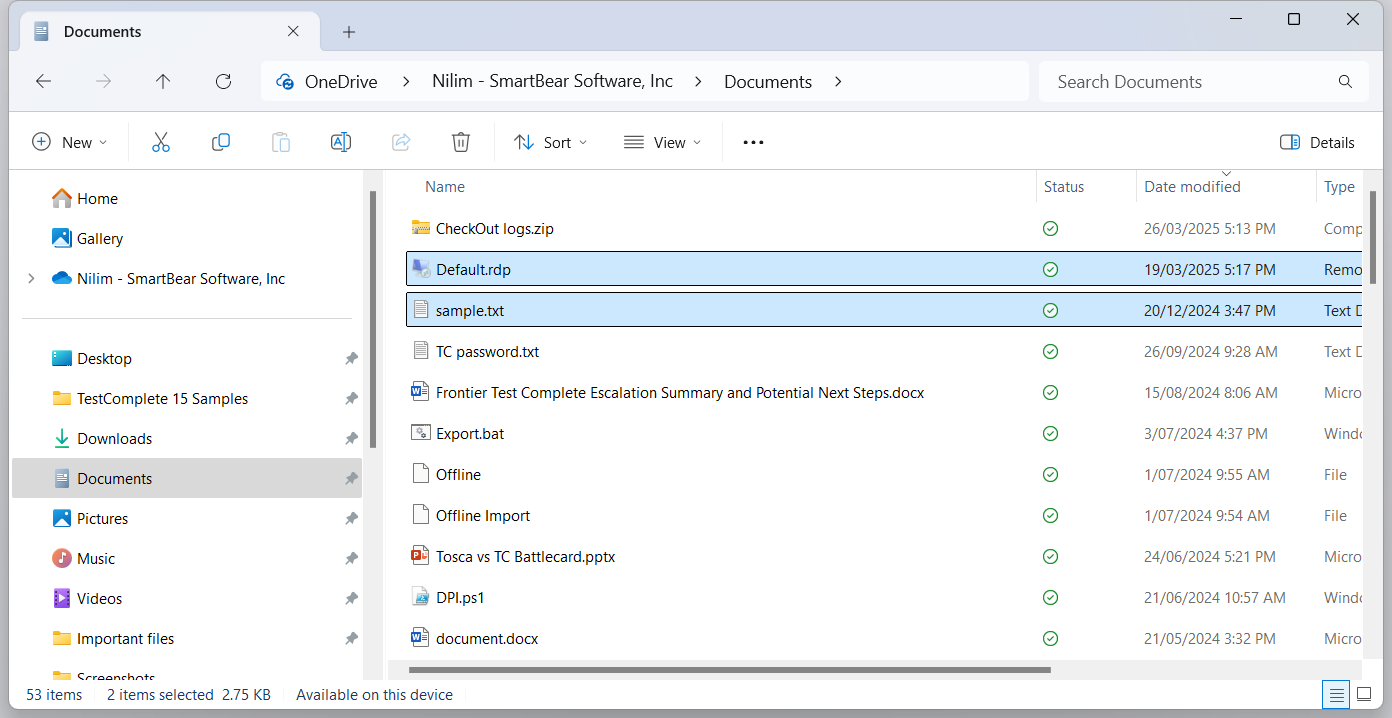 Documents
OneDrive > Nilim - SmartBear Software, Inc > Documents >
Search Documents
New
Sort
View
Details
Home
Gallery
Nilim - SmartBear Software, Inc
Desktop
TestComplete 15 Samples
Downloads
Documents
Pictures
Music
Videos
Important files
Screenshots
Name Status Date modified Type
CheckOut logs.zip 26/03/2025 5:13 PM Comp
Default.rdp 19/03/2025 5:17 PM Remo
sample.txt 20/12/2024 3:47 PM Text D
TC password.txt 26/09/2024 9:28 AM Text D
Frontier Test Complete Escalation Summary and Potential Next Steps.docx 15/08/2024 8:06 AM Micro
Export.bat 3/07/2024 4:37 PM Windo
Offline 1/07/2024 9:55 AM File
Offline Import 1/07/2024 9:54 AM File
Tosca vs TC Battlecard.pptx 24/06/2024 5:21 PM Micro
DPI.ps1 21/06/2024 10:57 AM Windo
document.docx 21/05/2024 3:32 PM Micro
53 items 2 items selected 2.75 KB Available on this device